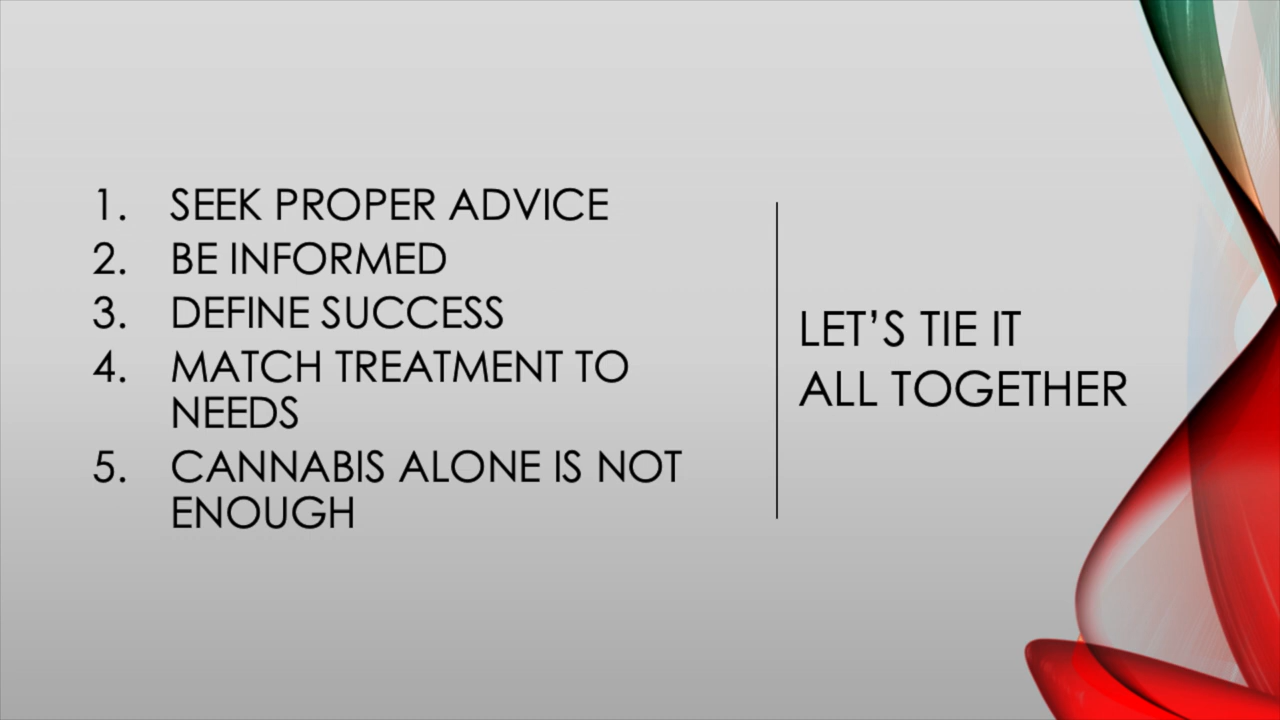 1. SEEK PROPER ADVICE
2. BE INFORMED
3. DEFINE SUCCESS
4. MATCH TREATMENT TO
NEEDS
5. CANNABIS ALONE IS NOT
ENOUGH
LET’S TIE IT
ALL TOGETHER